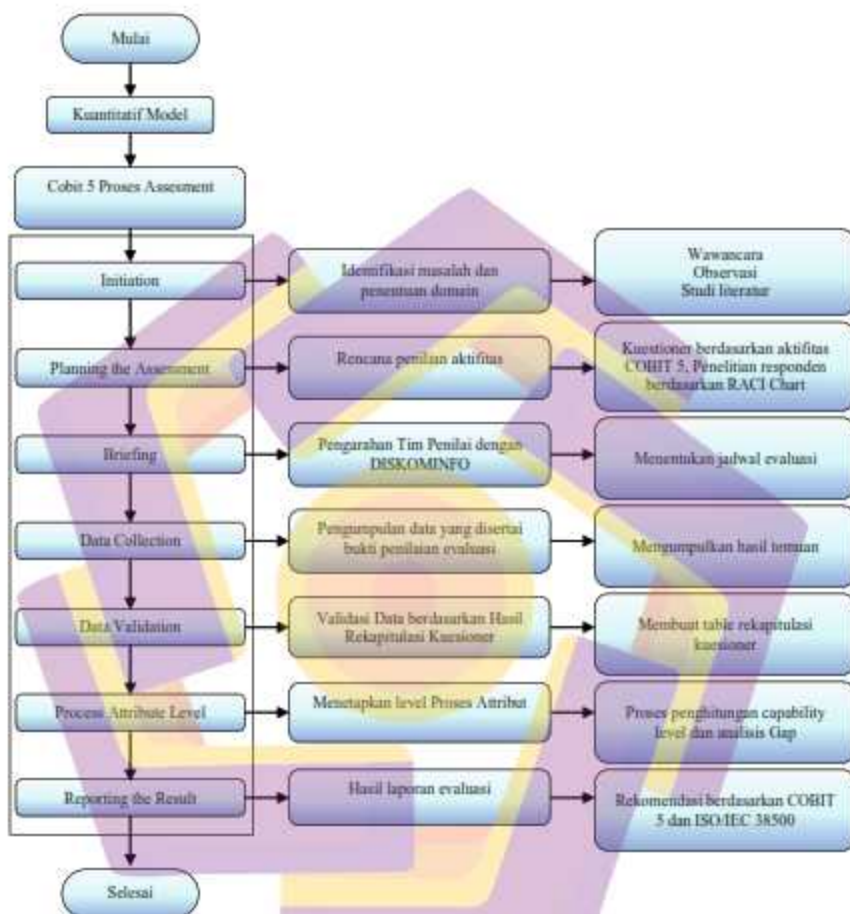 Mulai
Kuantitatif Model
Cobit 5 Proses Assesment
Initiation
Identifikasi masalah dan
penentuan domain
Wawancara
Observasi
Studi literatur
Planning the Assessment
Rencana penilaan aktifitas
Kuestioner berdasarkan aktifitas
COBIT 5, Penelitian responden
berdasarkan RACI Chart
Briefing
Pengarahan Tim Penilai dengan
DISKOMINFO
Menentukan jadwal evaluasi
Data Collection
Pengumpulan data yang disertai
bukti penilaian evaluasi
Mengumpulkan hasil temuan
Data Validation
Validasi Data berdasarkan Hasil
Rekapitulasi Kuesioner
Membuat table rekapitulasi
kuesioner
Process Attribute Level
Menetapkan level Proses Attribut
Proses penghitungan capability
level dan analisis Gap
Reporting the Result
Hasil laporan evaluasi
Rekomendasi berdasarkan COBIT
5 dan ISO/IEC 38500
Selesai